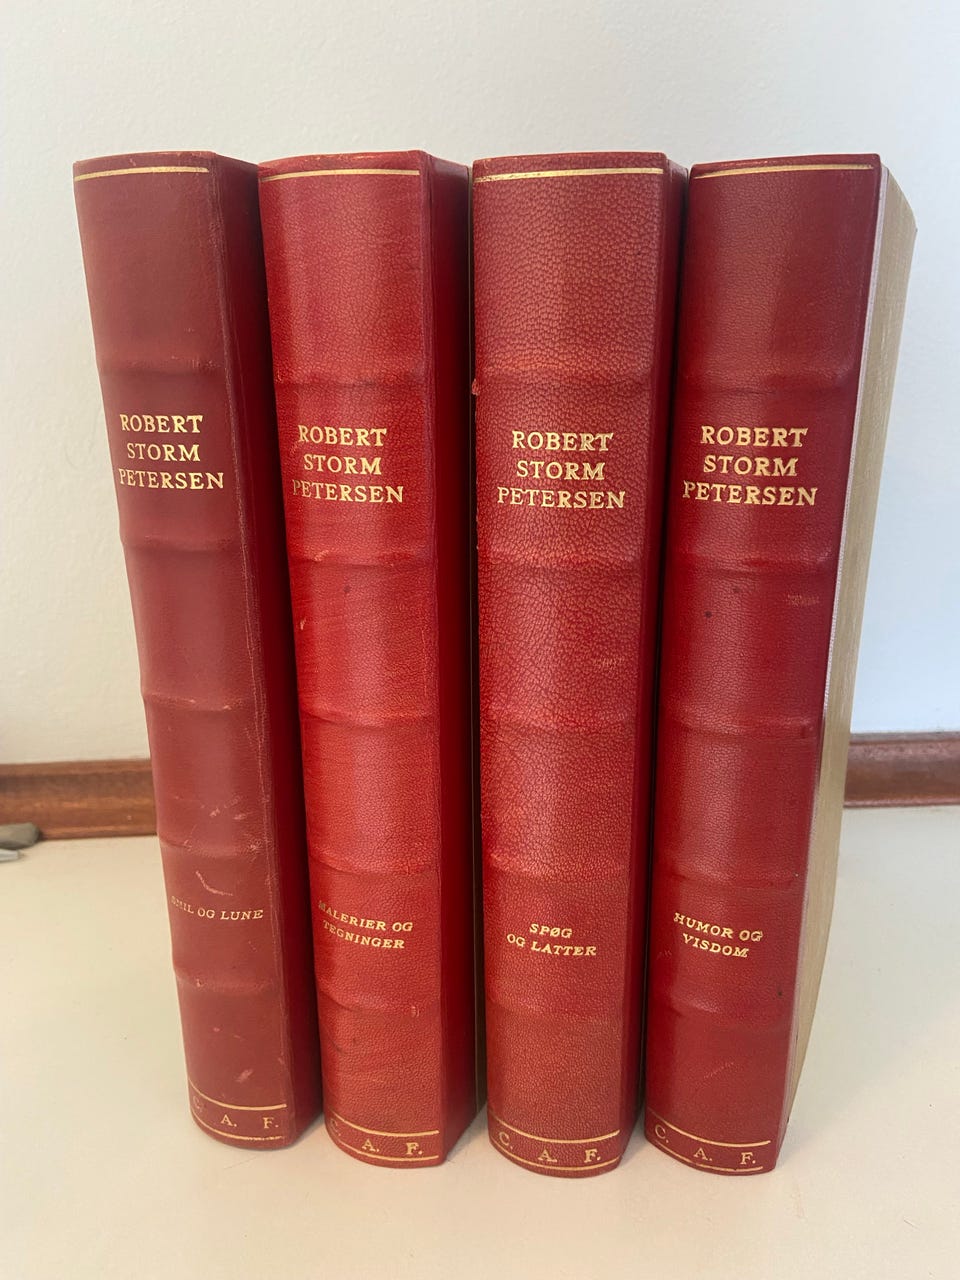 ROBERT
STORM
PETERSEN
SMIL OG LUNE
C. A. F.
ROBERT
STORM
PETERSEN
MALERIER OG
TEGNINGER
C. A. F.
ROBERT
STORM
PETERSEN
SPØG
OG LATTER
C. A. F.
ROBERT
STORM
PETERSEN
HUMOR OG
VISDOM
C. A. F.